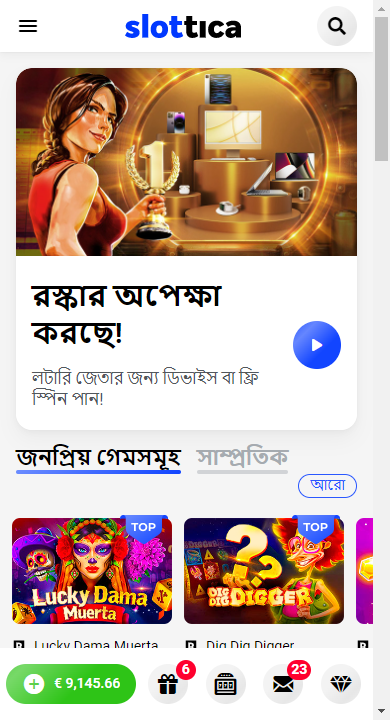 slottica
রস্কার অপেক্ষা
করছে!
লটারি জেতার জন্য ডিভাইস বা ফ্রি
স্পিন পান!
জনপ্রিয় গেমসমূহ সাম্প্রতিক
আরো
TOP TOP
Lucky Dama
Muerta
DIG DIG DIGGER
Lucky Dama Muerta Dig Dig Digger
€ 9,145.66 6 23